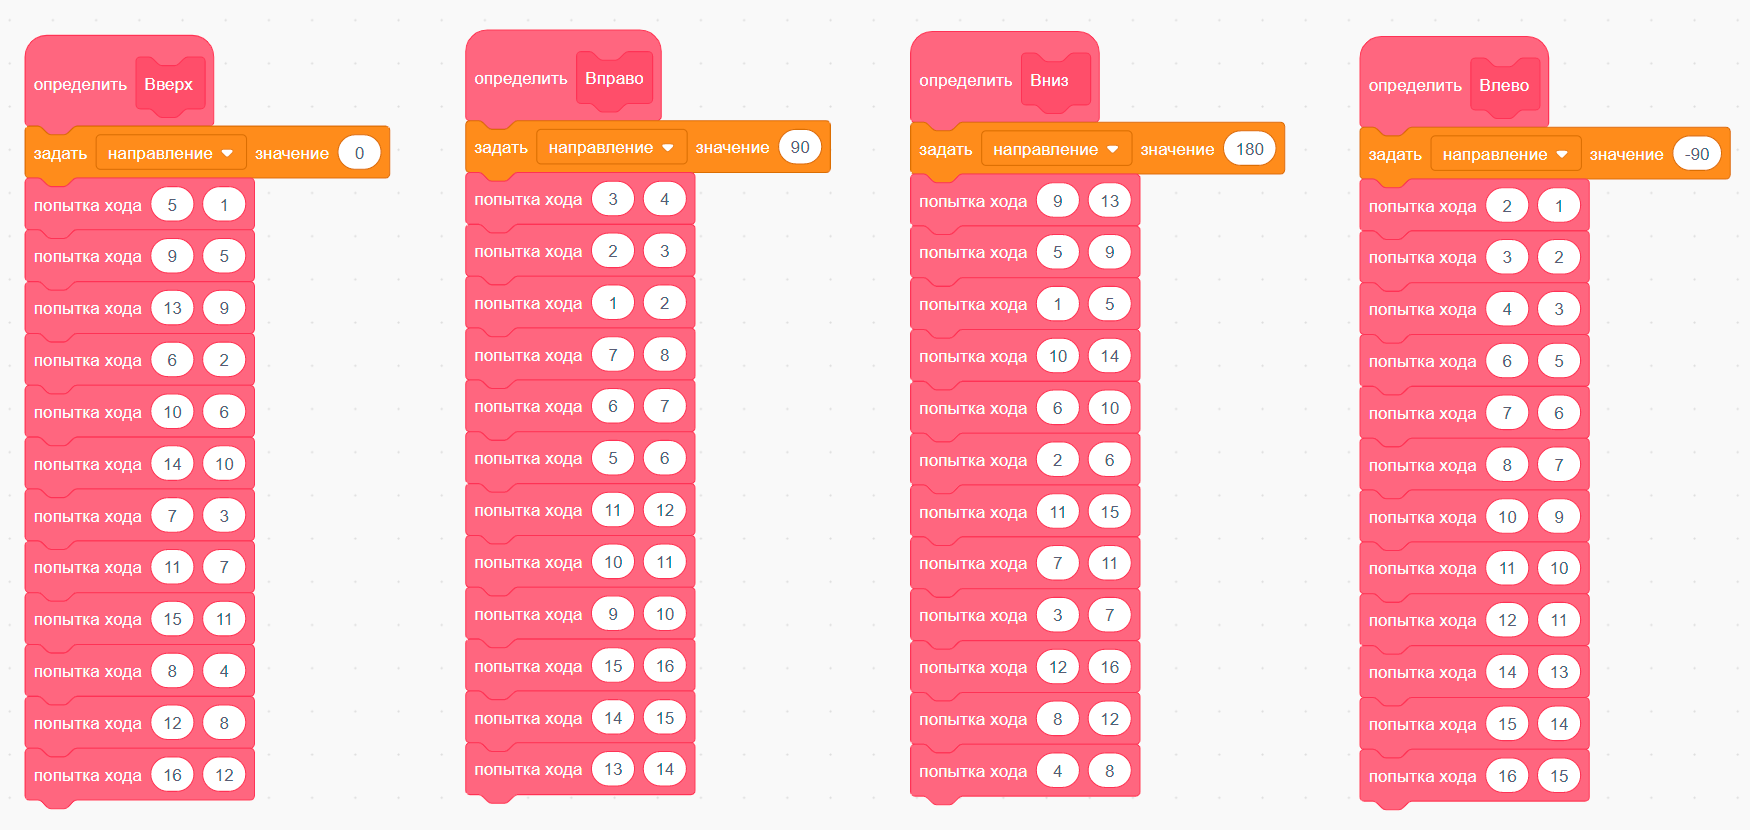 определить Вверх
задать направление значение 0
попытка хода 5 1
попытка хода 9 5
попытка хода 13 9
попытка хода 6 2
попытка хода 10 6
попытка хода 14 10
попытка хода 7 3
попытка хода 11 7
попытка хода 15 11
попытка хода 8 4
попытка хода 12 8
попытка хода 16 12
определить Вправо
задать направление значение 90
попытка хода 3 4
попытка хода 2 3
попытка хода 1 2
попытка хода 7 8
попытка хода 6 7
попытка хода 5 6
попытка хода 11 12
попытка хода 10 11
попытка хода 9 10
попытка хода 15 16
попытка хода 14 15
попытка хода 13 14
определить Вниз
задать направление значение 180
попытка хода 9 13
попытка хода 5 9
попытка хода 1 5
попытка хода 10 14
попытка хода 6 10
попытка хода 2 6
попытка хода 11 15
попытка хода 7 11
попытка хода 3 7
попытка хода 12 16
попытка хода 8 12
попытка хода 4 8
определить Влево
задать направление значение -90
попытка хода 2 1
попытка хода 3 2
попытка хода 4 3
попытка хода 6 5
попытка хода 7 6
попытка хода 8 7
попытка хода 10 9
попытка хода 11 10
попытка хода 12 11
попытка хода 14 13
попытка хода 15 14
попытка хода 16 15